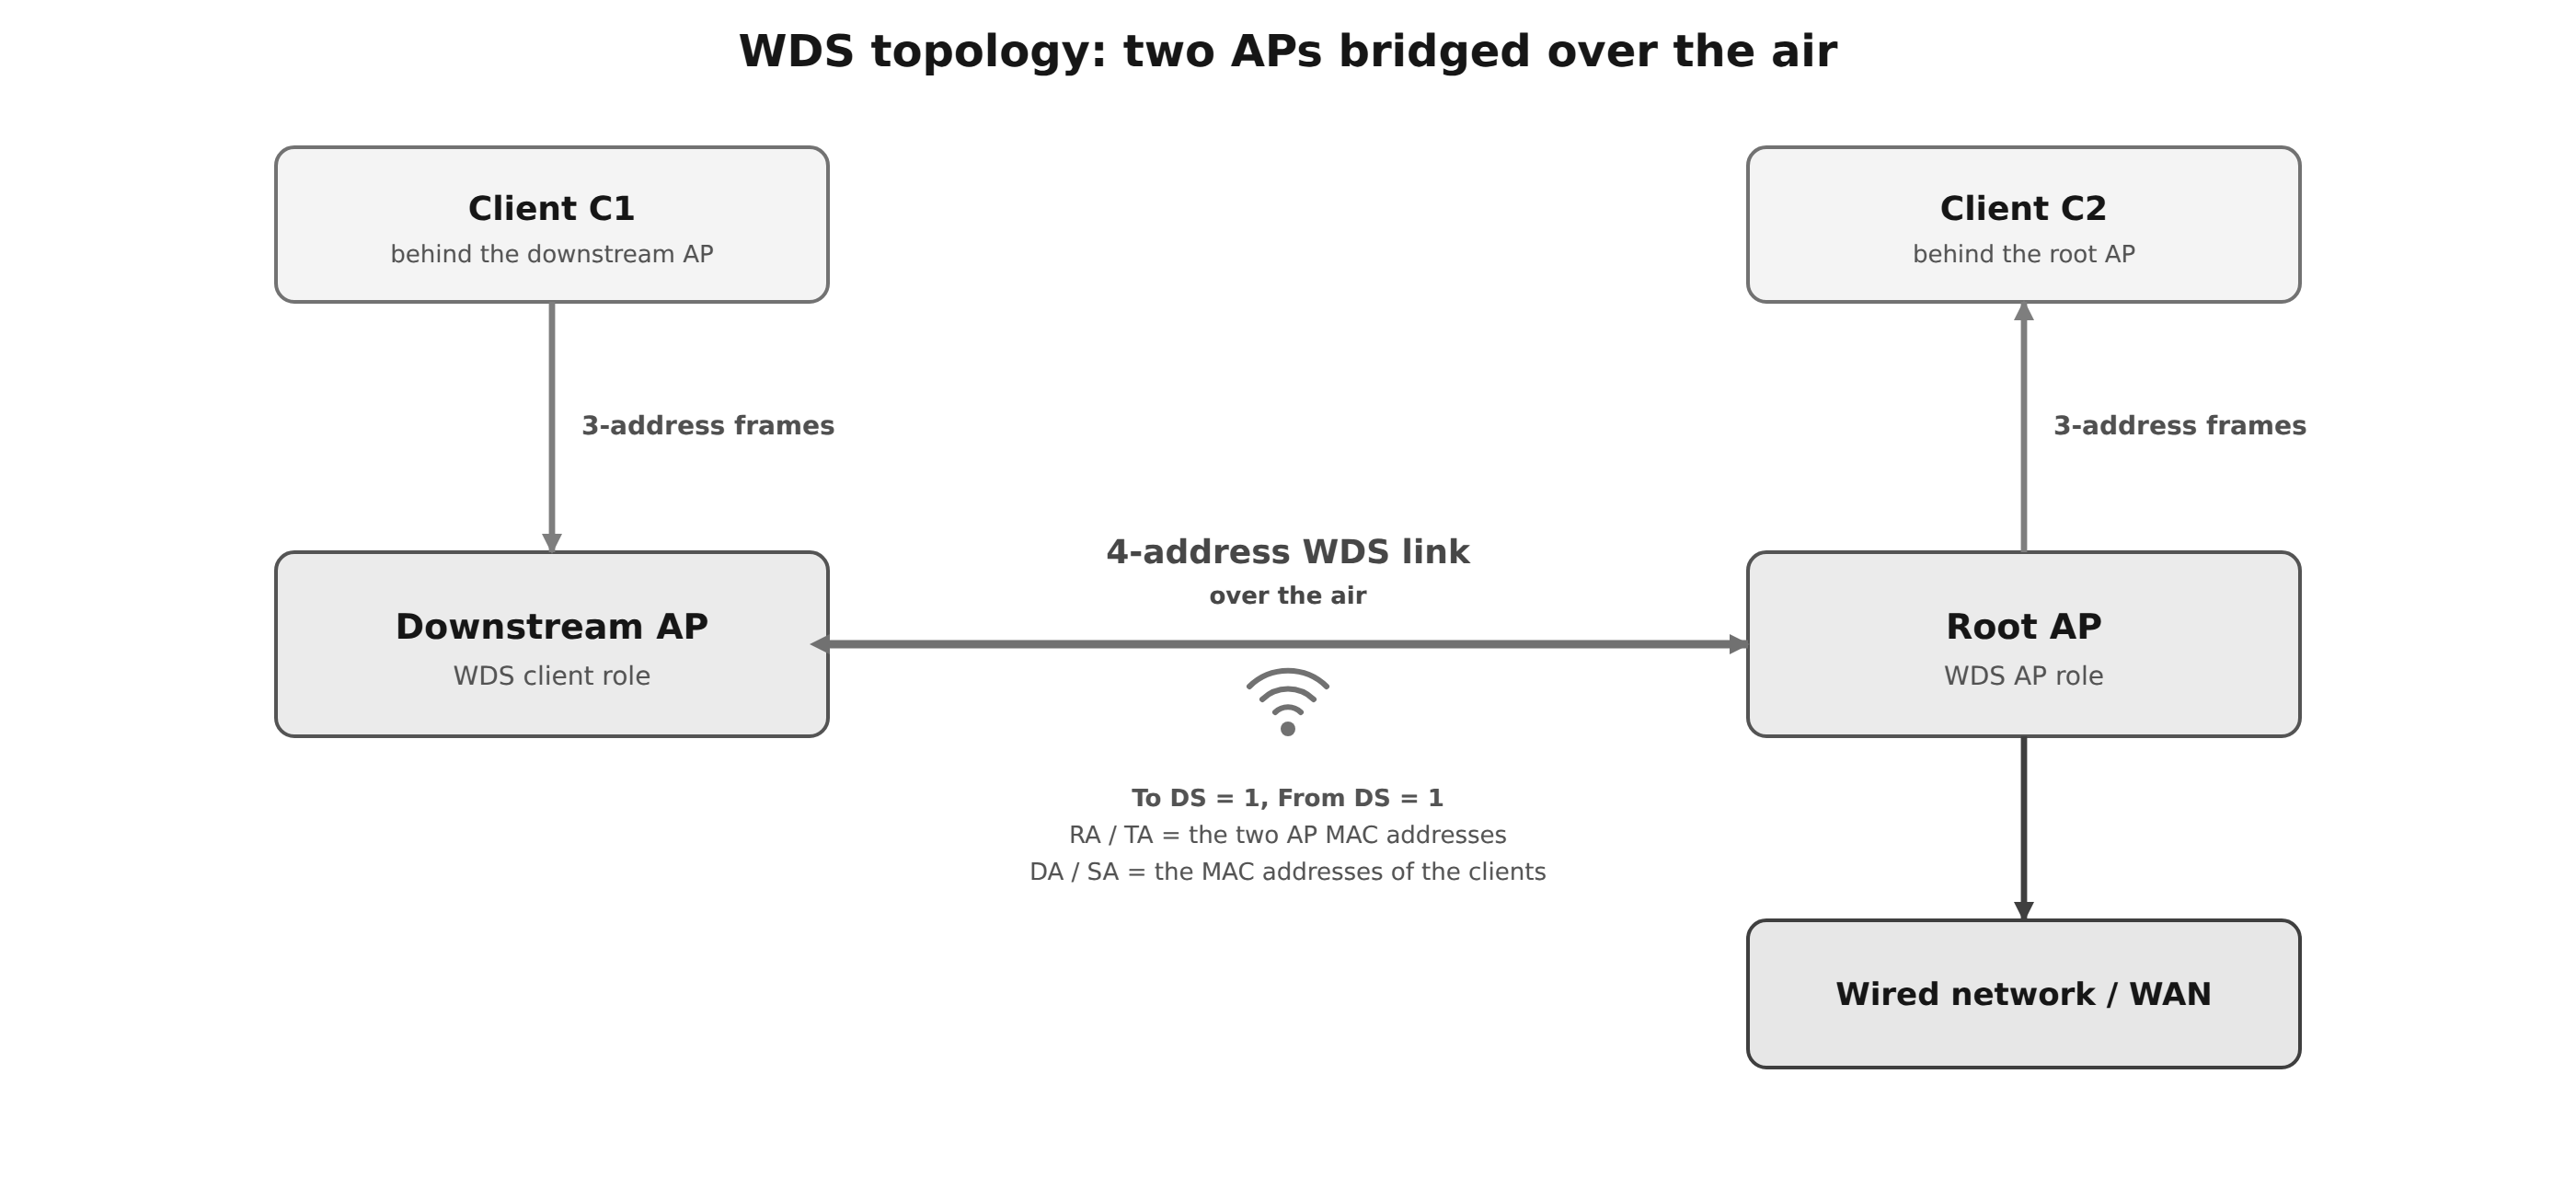 WDS topology: two APs bridged over the air
Client C1
behind the downstream AP
Client C2
behind the root AP
3-address frames
3-address frames
4-address WDS link
over the air
Downstream AP
WDS client role
Root AP
WDS AP role
To DS = 1, From DS = 1
RA / TA = the two AP MAC addresses
DA / SA = the MAC addresses of the clients
Wired network / WAN